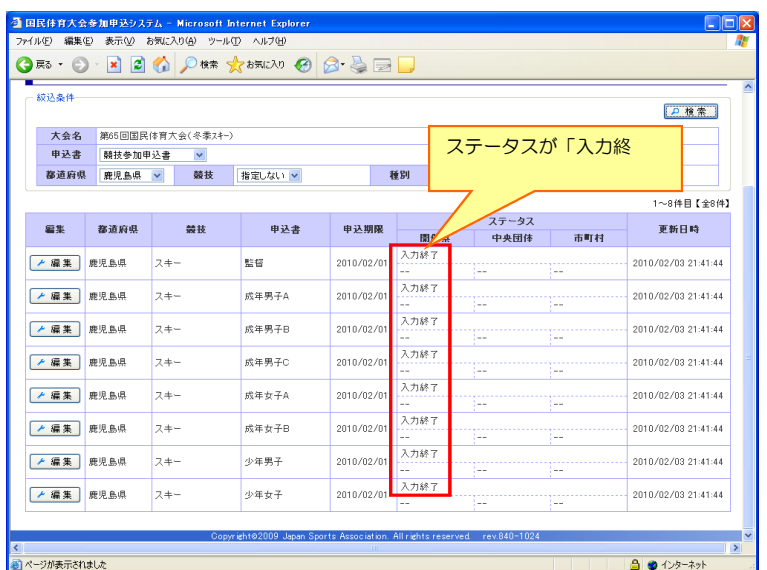 国民体育大会参加申込システム - Microsoft Internet Explorer
ファイル(F) 編集(E) 表示(V) お気に入り(A) ツール(T) ヘルプ(H)
戻る 検索 お気に入り
絞込条件
検 索
大会名 第65回国民体育大会(冬季スキー)
申込書 競技参加申込書
都道府県 鹿児島県 競技 指定しない 種別
ステータスが「入力終
1～8件目【全8件】
編集 都道府県 競技 申込書 申込期限 ステータス 更新日時
中央団体 市町村
編 集 鹿児島県 スキー 監督 2010/02/01 入力終了 2010/02/03 21:41:44
-- -- --
編 集 鹿児島県 スキー 成年男子A 2010/02/01 入力終了 2010/02/03 21:41:44
-- -- --
編 集 鹿児島県 スキー 成年男子B 2010/02/01 入力終了 2010/02/03 21:41:44
-- -- --
編 集 鹿児島県 スキー 成年男子C 2010/02/01 入力終了 2010/02/03 21:41:44
-- -- --
編 集 鹿児島県 スキー 成年女子A 2010/02/01 入力終了 2010/02/03 21:41:44
-- -- --
編 集 鹿児島県 スキー 成年女子B 2010/02/01 入力終了 2010/02/03 21:41:44
-- -- --
編 集 鹿児島県 スキー 少年男子 2010/02/01 入力終了 2010/02/03 21:41:44
-- -- --
編 集 鹿児島県 スキー 少年女子 2010/02/01 入力終了 2010/02/03 21:41:44
-- -- --
Copyright©2009 Japan Sports Association. All rights reserved rev.840-1024
ページが表示されました インターネット